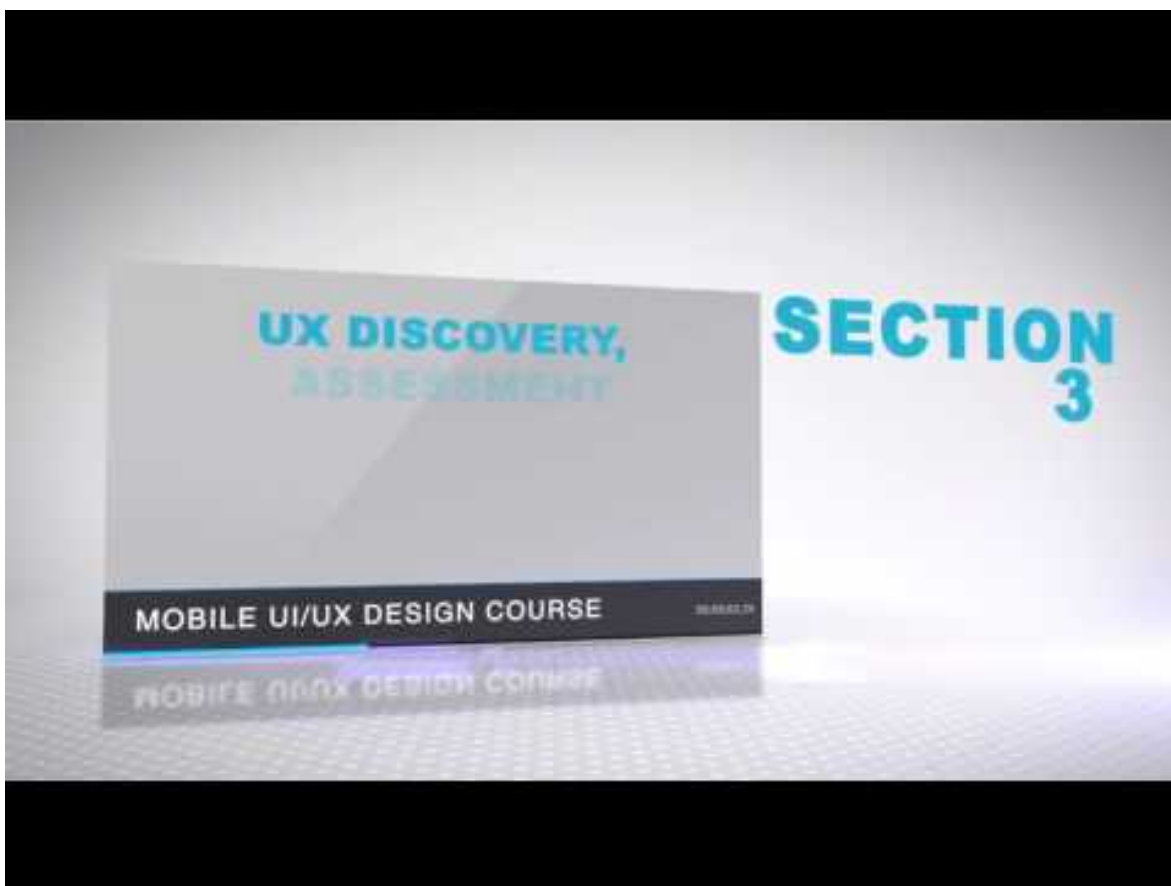 UX DISCOVERY,
ASSESSMENT
SECTION
3
MOBILE UI/UX DESIGN COURSE